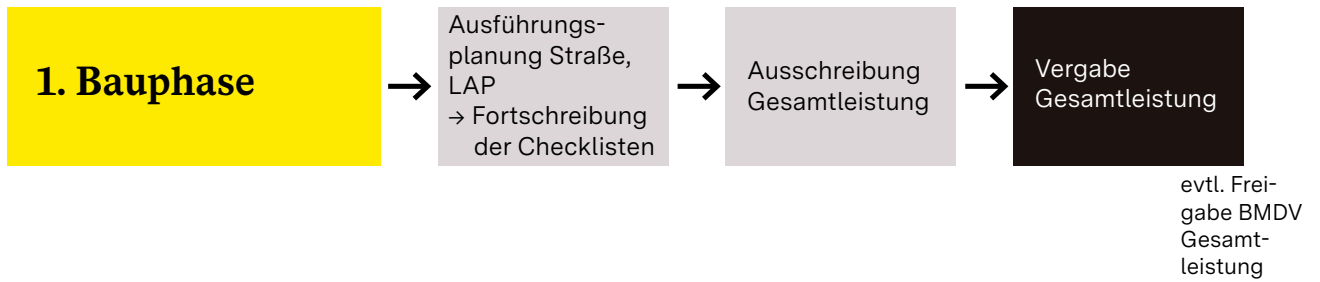 1. Bauphase
Ausführungs-
planung Straße,
LAP
→ Fortschreibung
der Checklisten
Ausschreibung
Gesamtleistung
Vergabe
Gesamtleistung
evtl. Frei-
gabe BMDV
Gesamt-
leistung